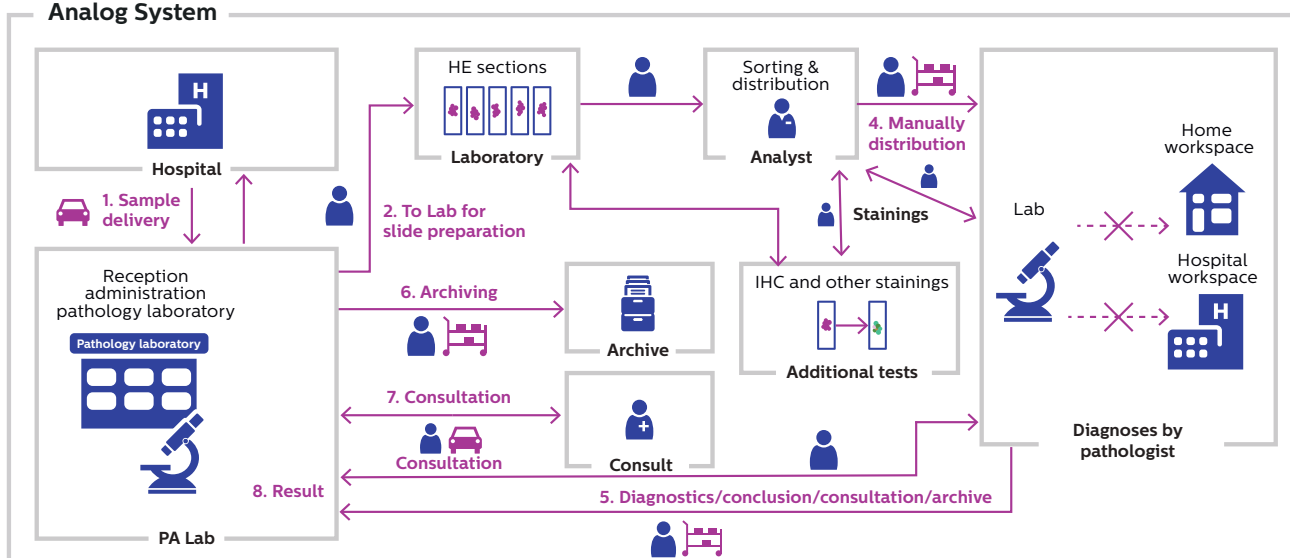 Analog System
H
Hospital
1. Sample
delivery
HE sections
Laboratory
2. To Lab for
slide preparation
Sorting &
distribution
Analyst
4. Manually
distribution
Stainings
Home
workspace
Lab
Hospital
workspace
H
Diagnoses by
pathologist
Reception
administration
pathology laboratory
Pathology laboratory
PA Lab
6. Archiving
Archive
IHC and other stainings
Additional tests
7. Consultation
Consultation
Consult
8. Result
5. Diagnostics/conclusion/consultation/archive